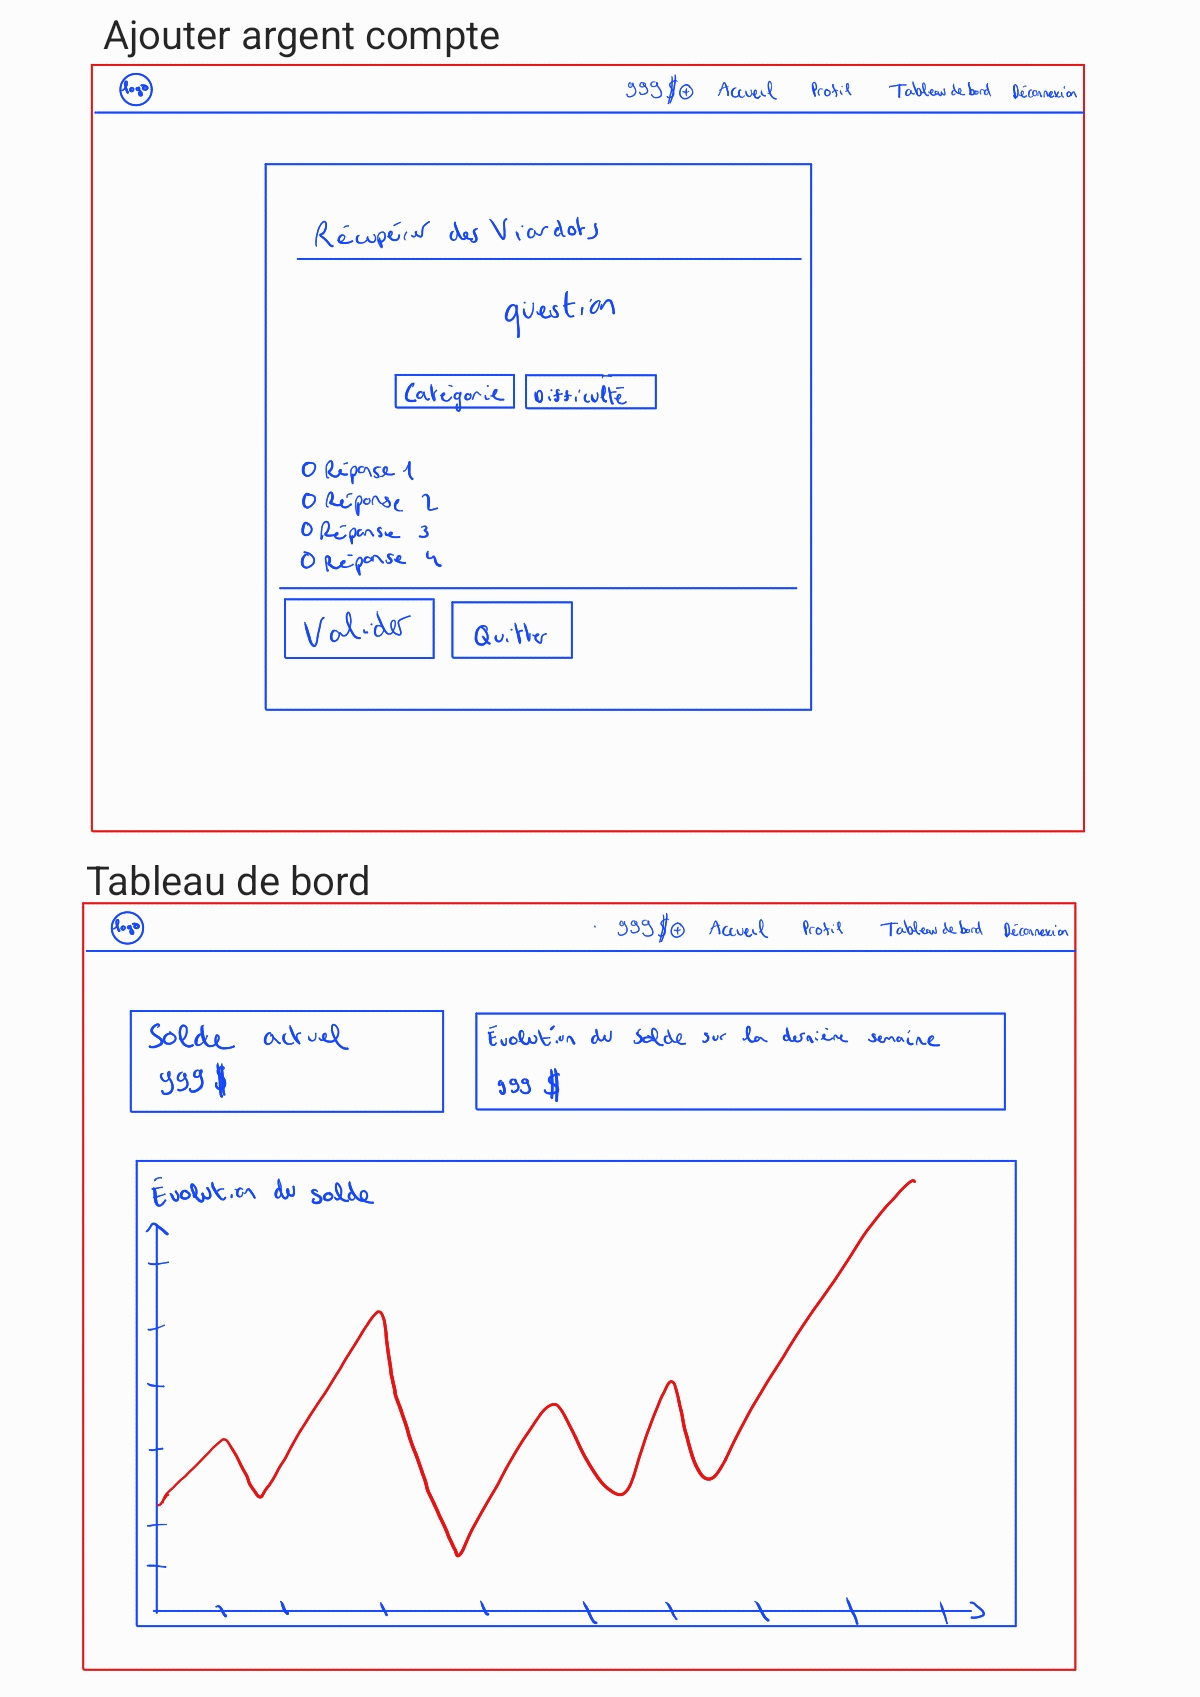 Ajouter argent compte
logo 999 $ + Accueil Profil Tableau de bord Déconnexion
Récupérer des Viardots
question
Catégorie Difficulté
O Réponse 1
O Réponse 2
O Réponse 3
O Réponse 4
Valider Quitter
Tableau de bord
logo 999 $ + Accueil Profil Tableau de bord Déconnexion
Solde actuel
999 $
Évolution du solde sur la dernière semaine
999 $
Évolution du solde